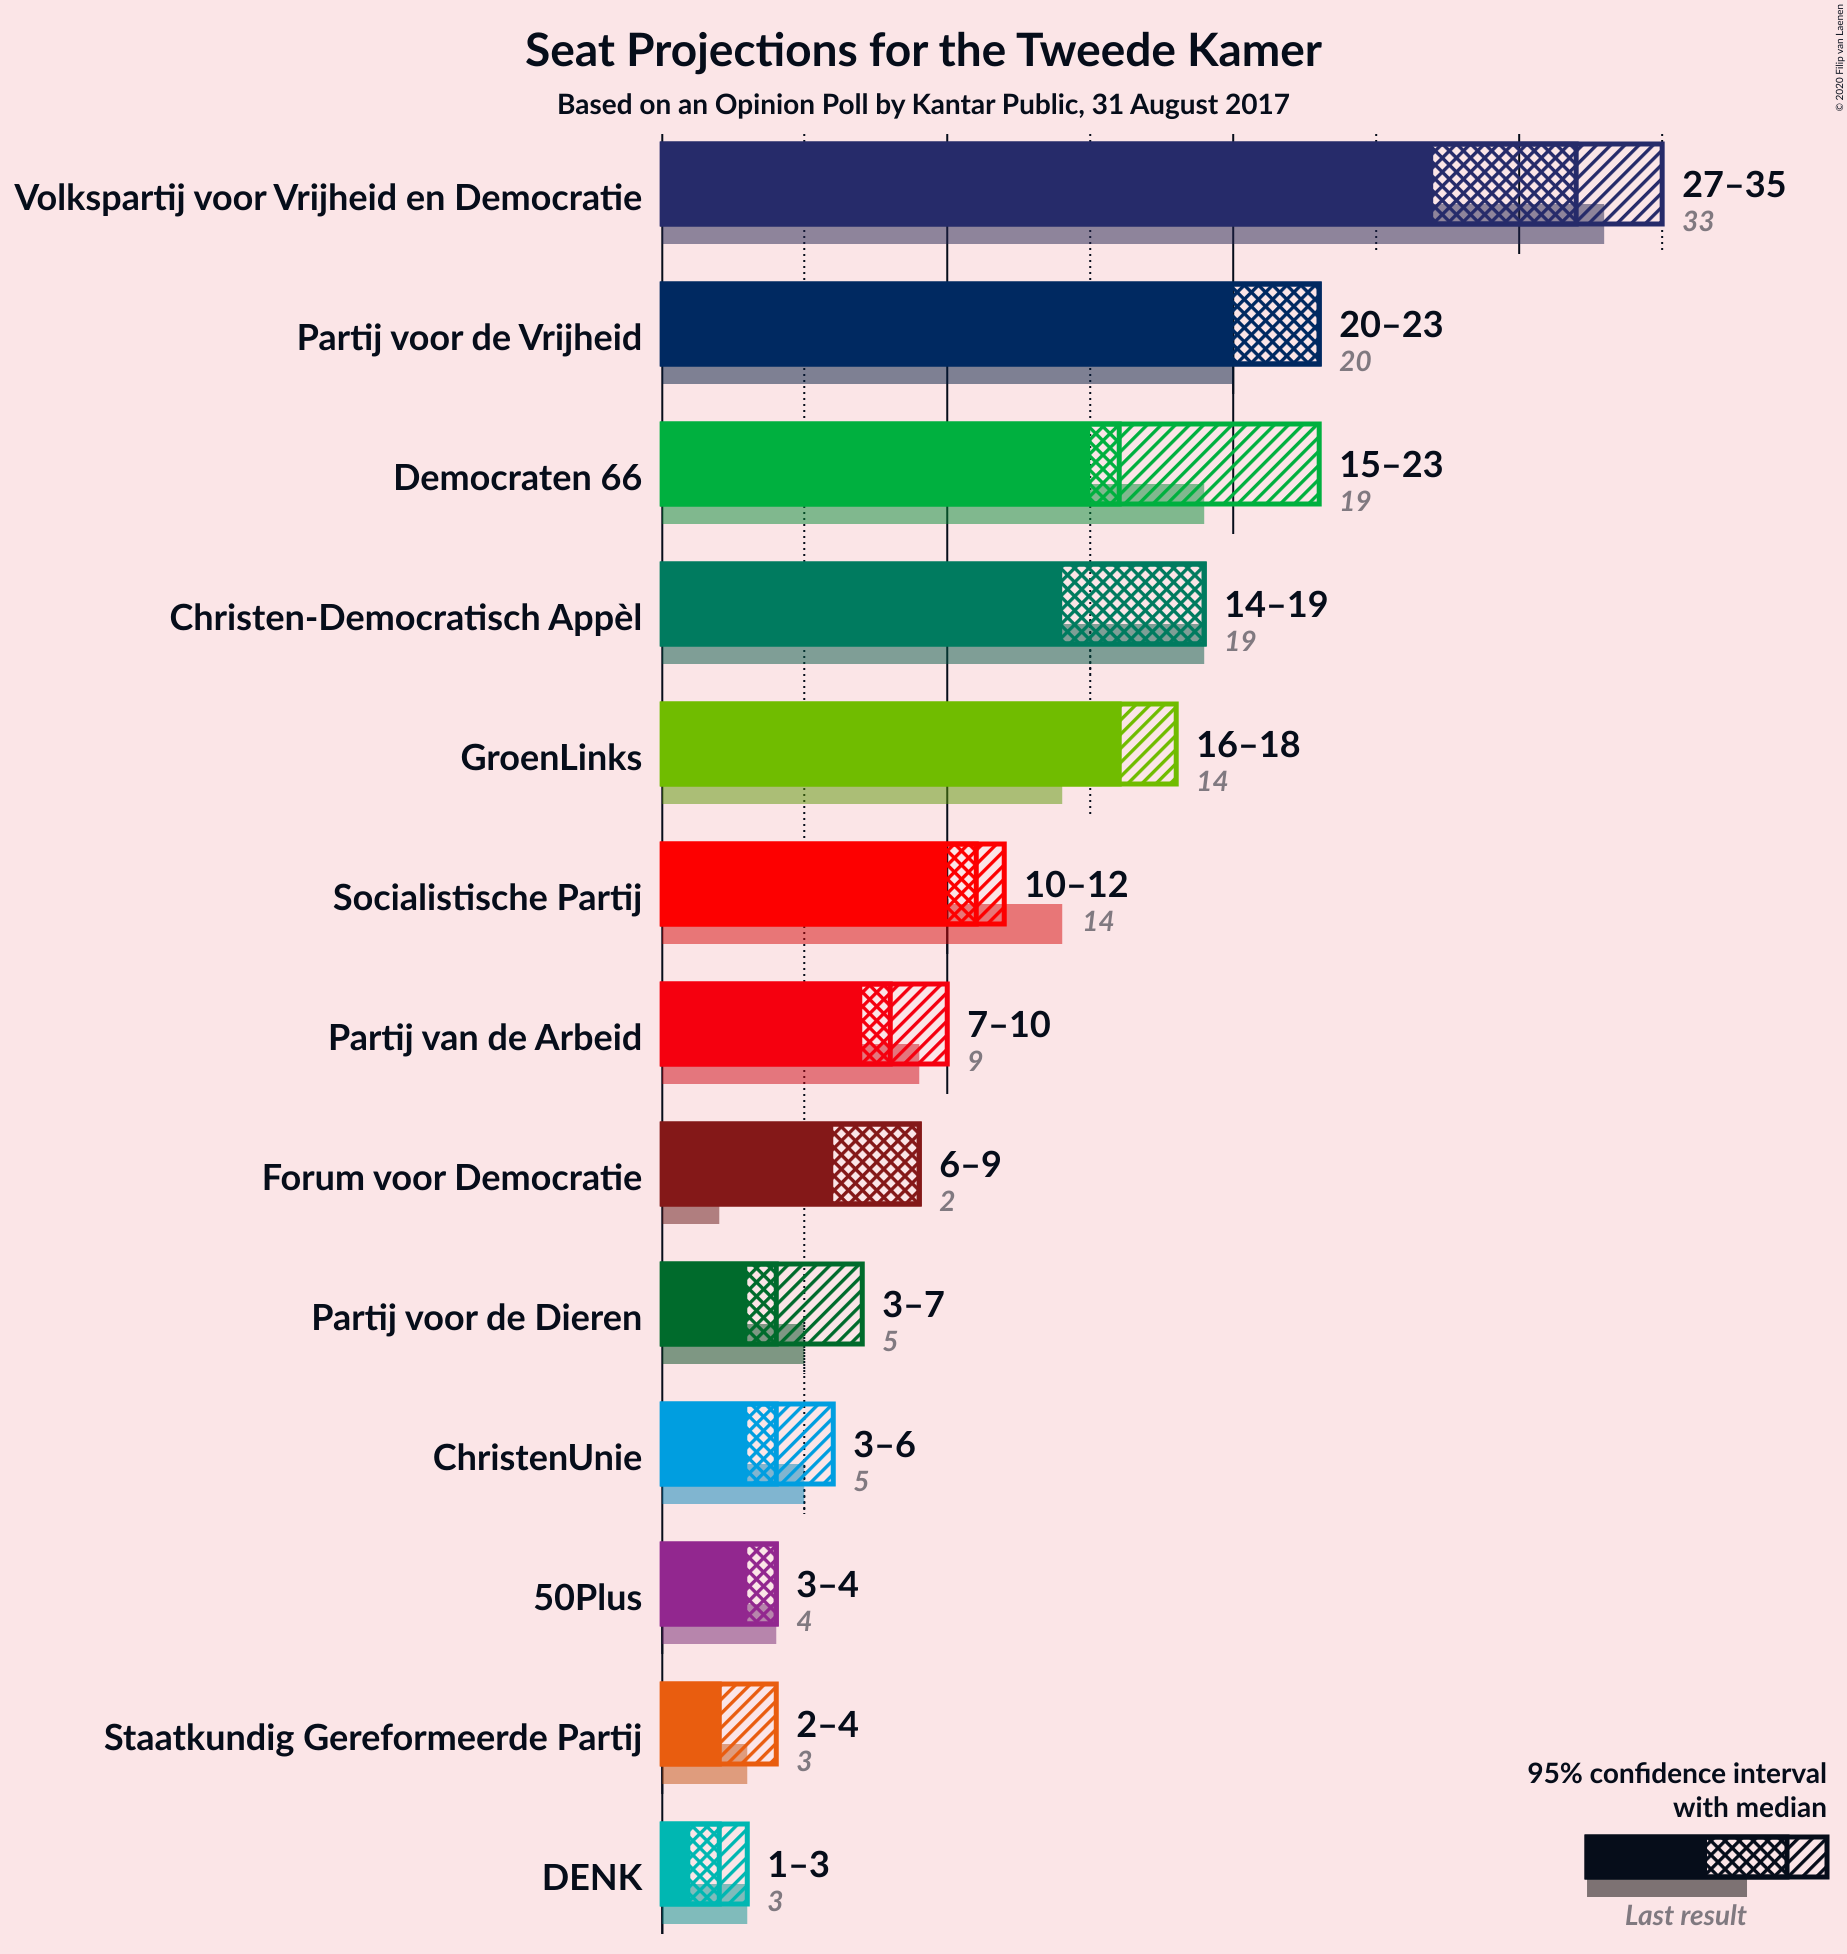 Seat Projections for the Tweede Kamer
Based on an Opinion Poll by Kantar Public, 31 August 2017
© 2020 Filip van Laenen
Volkspartij voor Vrijheid en Democratie
27–35
33
Partij voor de Vrijheid
20–23
20
Democraten 66
15–23
19
Christen-Democratisch Appèl
14–19
19
GroenLinks
16–18
14
Socialistische Partij
10–12
14
Partij van de Arbeid
7–10
9
Forum voor Democratie
6–9
2
Partij voor de Dieren
3–7
5
ChristenUnie
3–6
5
50Plus
3–4
4
Staatkundig Gereformeerde Partij
2–4
3
DENK
1–3
3
95% confidence interval
with median
Last result